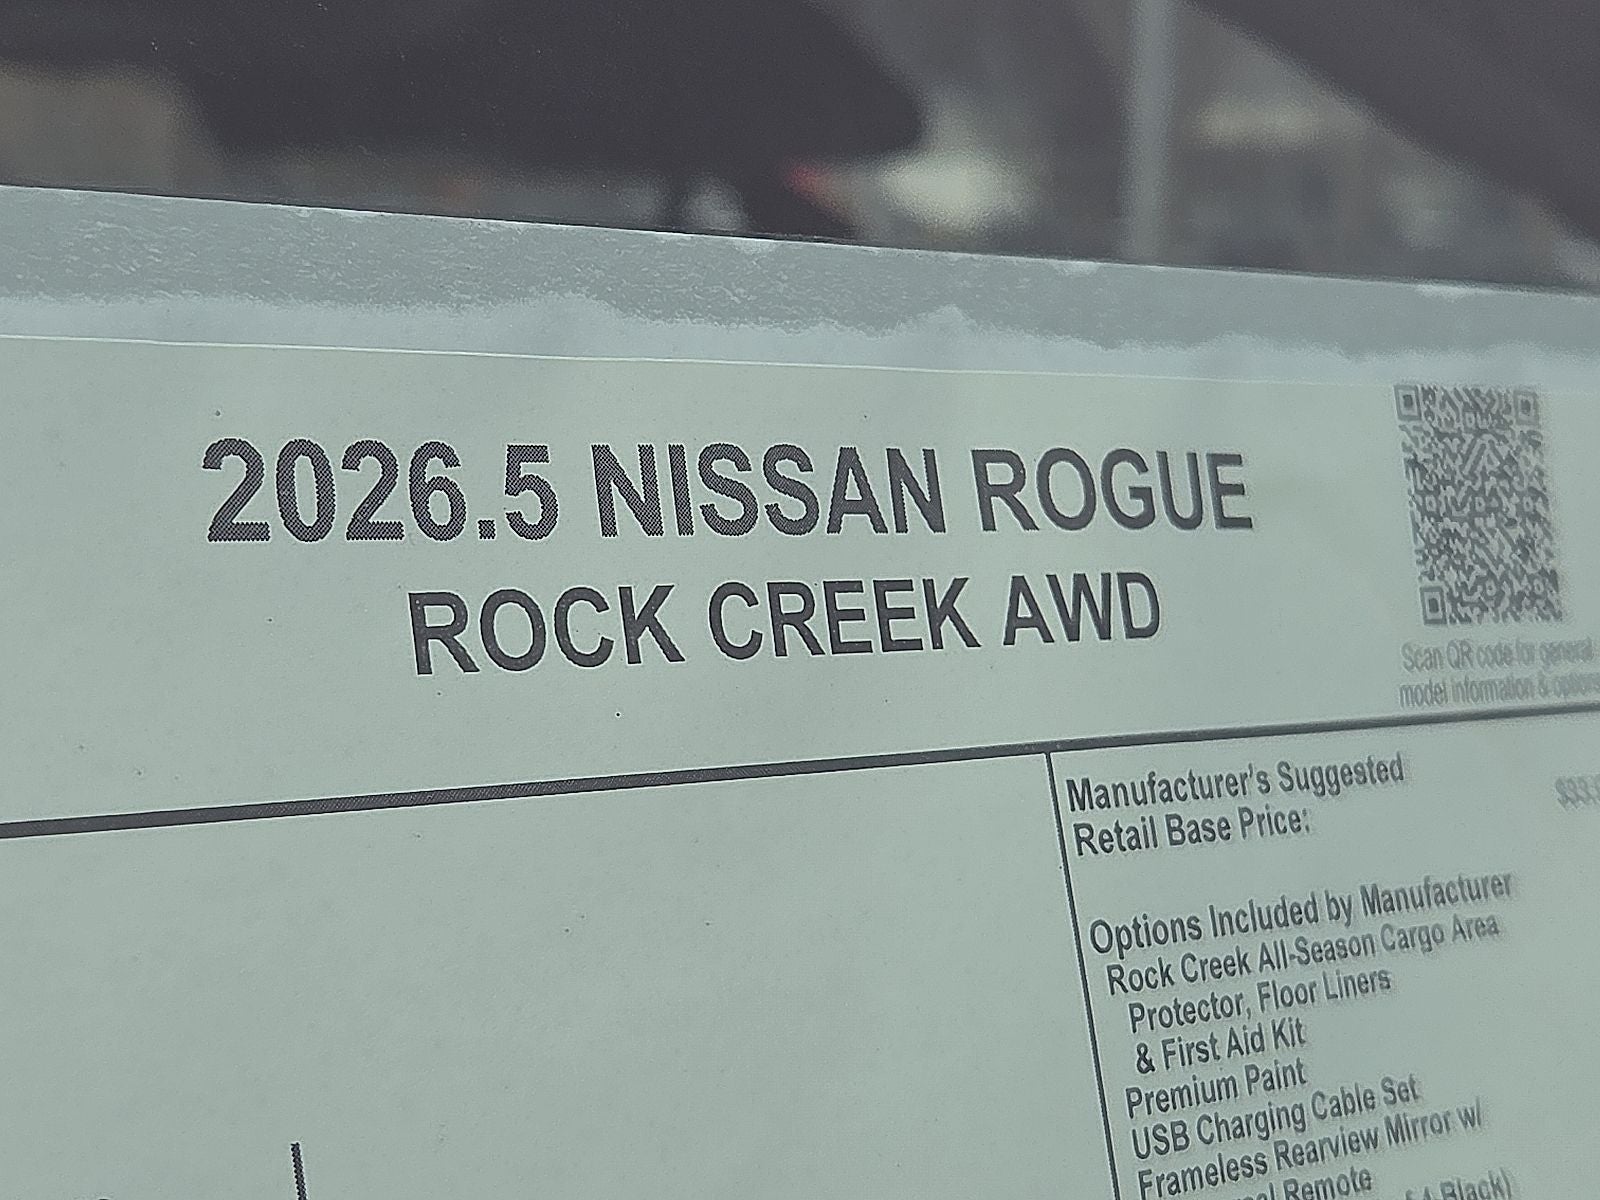 2026.5 NISSAN ROGUE
ROCK CREEK AWD
Scan QR code for general
model information & options
Manufacturer's Suggested
Retail Base Price:
Options Included by Manufacturer
Rock Creek All-Season Cargo Area
Protector, Floor Liners
& First Aid Kit
Premium Paint
USB Charging Cable Set
Frameless Rearview Mirror w/
Remote
Black)